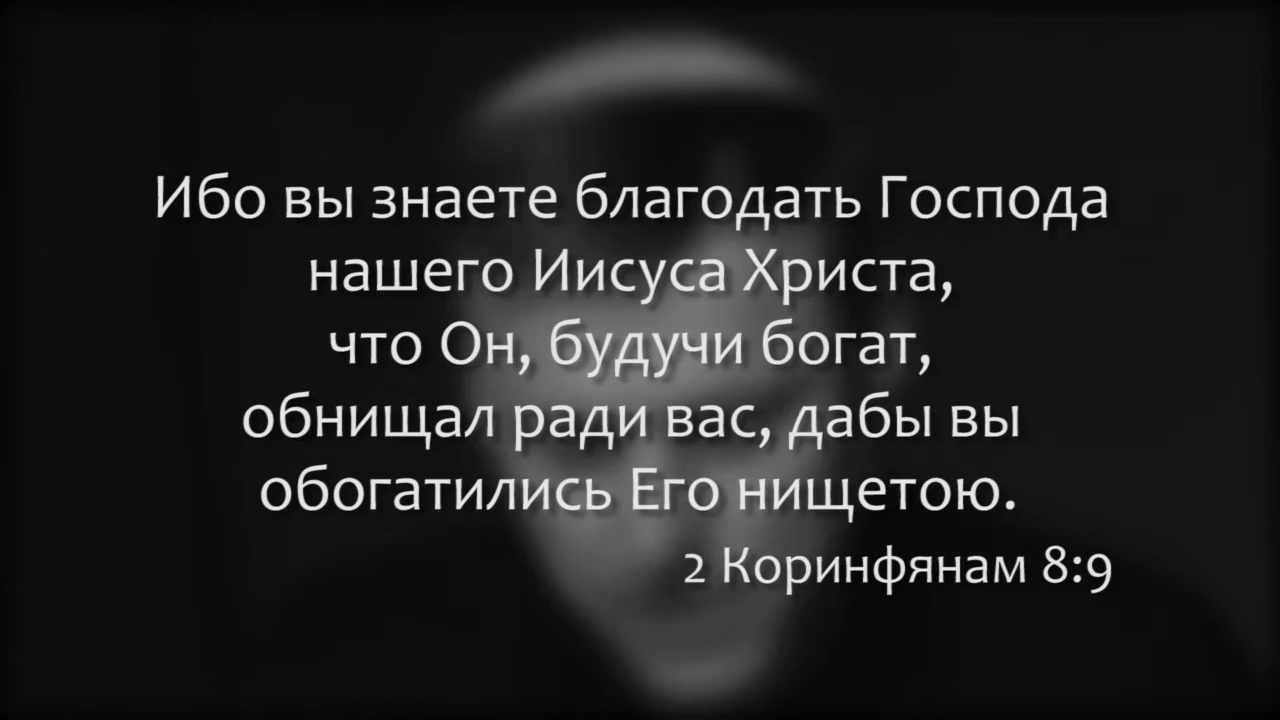 Ибо вы знаете благодать Господа
нашего Иисуса Христа,
что Он, будучи богат,
обнищал ради вас, дабы вы
обогатились Его нищетою.
2 Коринфянам 8:9